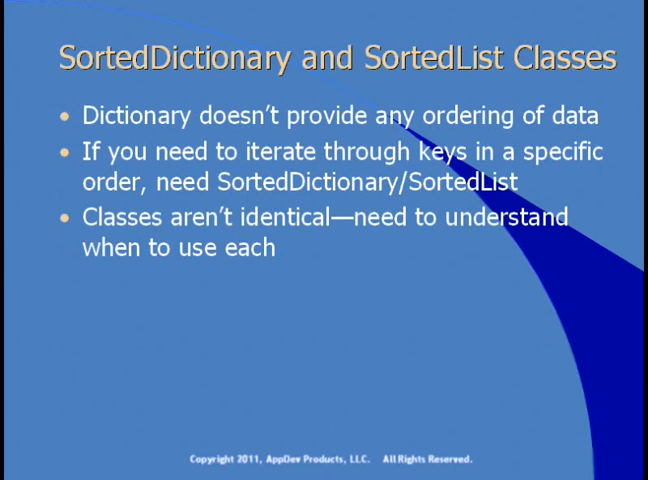 SortedDictionary and SortedList Classes
• Dictionary doesn't provide any ordering of data
• If you need to iterate through keys in a specific
order, need SortedDictionary/SortedList
• Classes aren't identical—need to understand
when to use each
Copyright 2011, AppDev Products, LLC. All Rights Reserved.